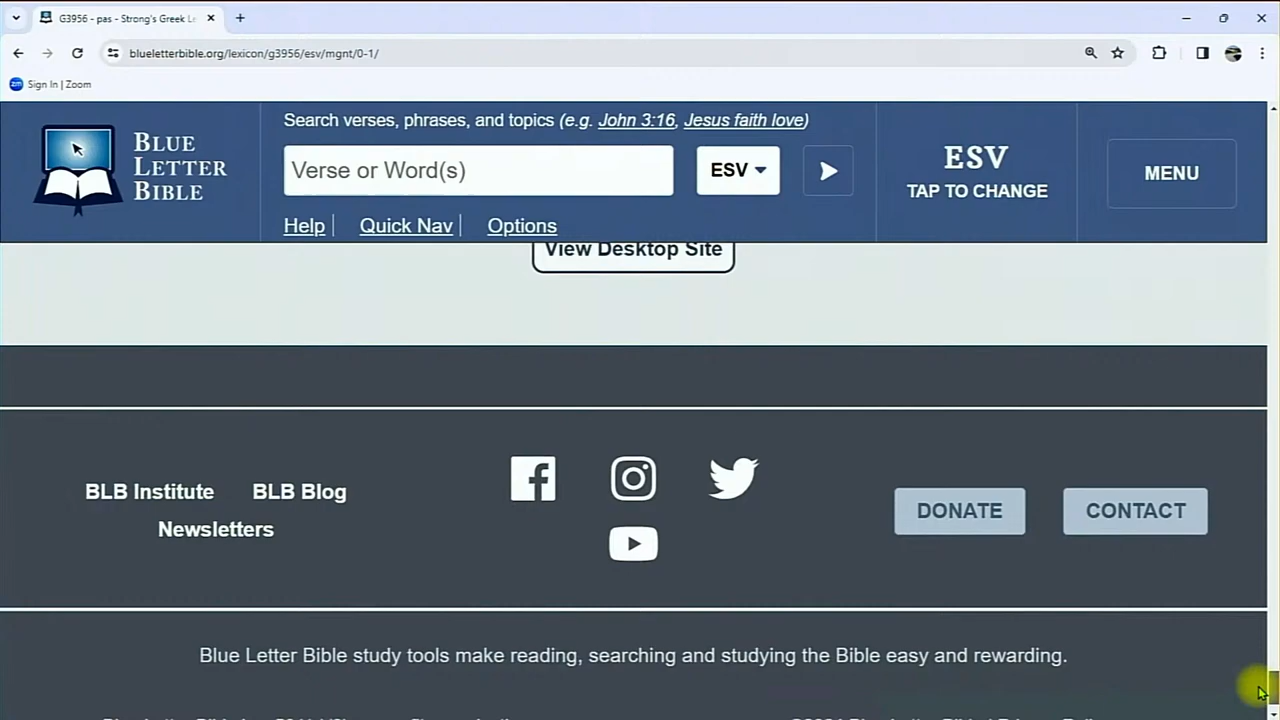 G3956 - pas - Strong's Greek Le
blueletterbible.org/lexicon/g3956/esv/mgnt/0-1/
zm Sign In | Zoom
Search verses, phrases, and topics (e.g. John 3:16, Jesus faith love)
BLUE
LETTER
BIBLE
Verse or Word(s)
ESV
ESV
TAP TO CHANGE
MENU
Help
Quick Nav
Options
View Desktop Site
BLB Institute
BLB Blog
Newsletters
DONATE
CONTACT
Blue Letter Bible study tools make reading, searching and studying the Bible easy and rewarding.